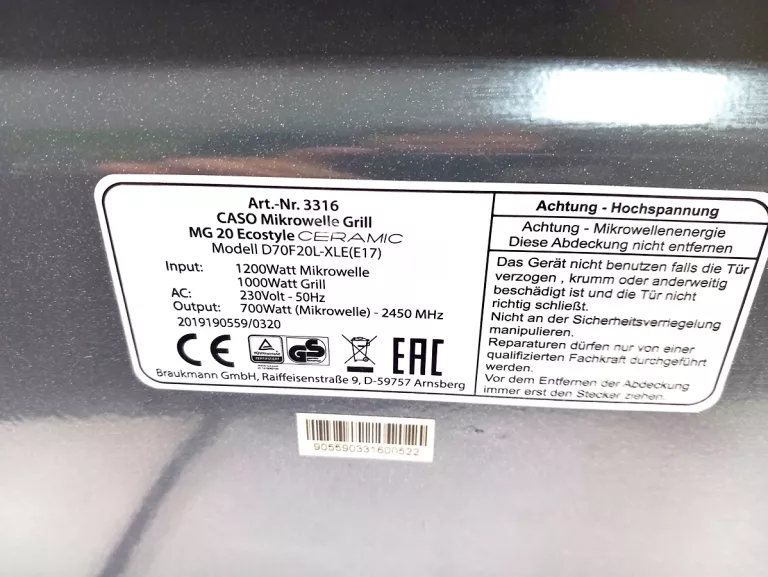 Art.-Nr. 3316
CASO Mikrowelle Grill
MG 20 Ecostyle CERAMIC
Modell D70F20L-XLE(E17)
Input: 1200Watt Mikrowelle
1000Watt Grill
AC: 230Volt - 50Hz
Output: 700Watt (Mikrowelle) - 2450 MHz
2019190559/0320
CE GS EAC
Braukmann GmbH, Raiffeisenstraße 9, D-59757 Arnsberg
Achtung - Hochspannung
Achtung - Mikrowellenenergie
Diese Abdeckung nicht entfernen
Das Gerät nicht benutzen falls die Tür
verzogen , krumm oder anderweitig
beschädigt ist und die Tür nicht
richtig schließt.
Nicht an der Sicherheitsverriegelung
manipulieren.
Reparaturen dürfen nur von einer
qualifizierten Fachkraft durchgeführt
werden.
Vor dem Entfernen der Abdeckung
immer erst den Stecker ziehen.
905590331600522